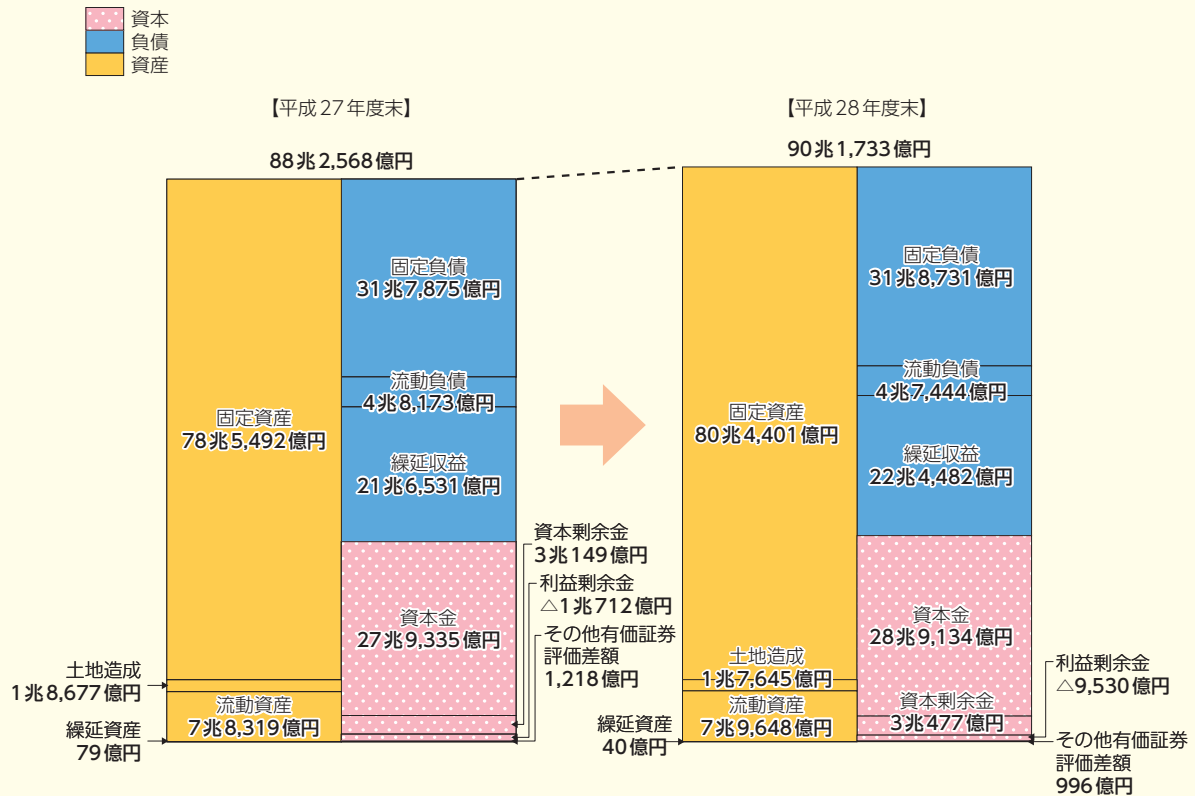 資本
負債
資産
【平成27年度末】
88兆2,568億円
固定資産
78兆5,492億円
土地造成
1兆8,677億円
流動資産
7兆8,319億円
繰延資産
79億円
固定負債
31兆7,875億円
流動負債
4兆8,173億円
繰延収益
21兆6,531億円
資本金
27兆9,335億円
資本剰余金
3兆149億円
利益剰余金
△1兆712億円
その他有価証券
評価差額
1,218億円
【平成28年度末】
90兆1,733億円
固定資産
80兆4,401億円
土地造成
1兆7,645億円
流動資産
7兆9,648億円
繰延資産
40億円
固定負債
31兆8,731億円
流動負債
4兆7,444億円
繰延収益
22兆4,482億円
資本金
28兆9,134億円
資本剰余金
3兆477億円
利益剰余金
△9,530億円
その他有価証券
評価差額
996億円